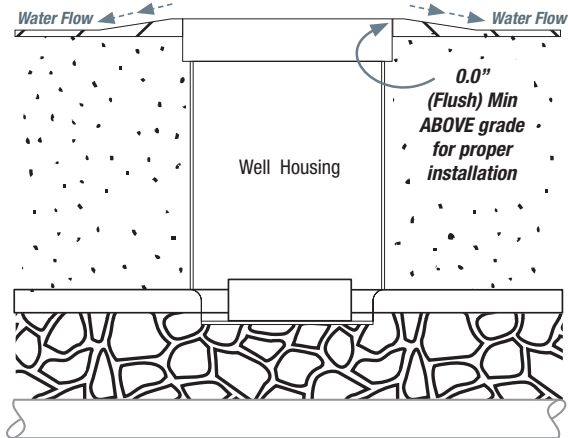 Water Flow
Water Flow
0.0”
(Flush) Min
ABOVE grade
for proper
installation
Well Housing